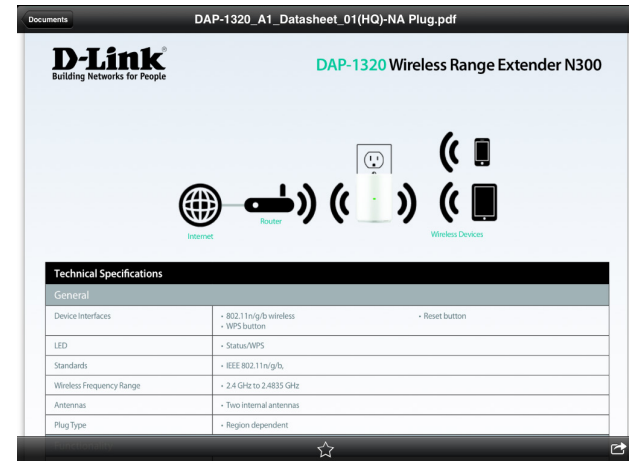 Documents
DAP-1320_A1_Datasheet_01(HQ)-NA Plug.pdf
D-Link
Building Networks for People
DAP-1320 Wireless Range Extender N300
Internet
Router
Wireless Devices
Technical Specifications
General
Device Interfaces
• 802.11n/g/b wireless
• WPS button
• Reset button
LED
• Status/WPS
Standards
• IEEE 802.11n/g/b,
Wireless Frequency Range
• 2.4 GHz to 2.4835 GHz
Antennas
• Two internal antennas
Plug Type
• Region dependent